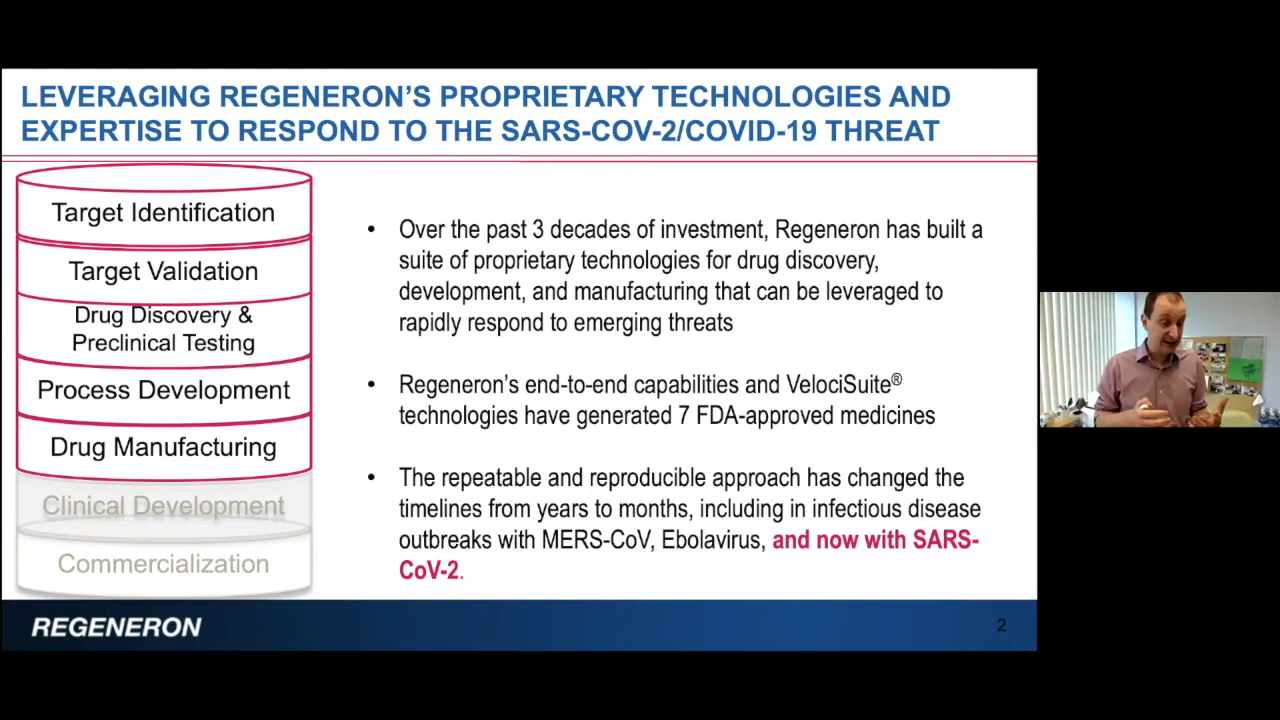 LEVERAGING REGENERON’S PROPRIETARY TECHNOLOGIES AND
EXPERTISE TO RESPOND TO THE SARS-COV-2/COVID-19 THREAT
Target Identification
Target Validation
Drug Discovery &
Preclinical Testing
Process Development
Drug Manufacturing
Clinical Development
Commercialization
• Over the past 3 decades of investment, Regeneron has built a
suite of proprietary technologies for drug discovery,
development, and manufacturing that can be leveraged to
rapidly respond to emerging threats
• Regeneron’s end-to-end capabilities and VelociSuite®
technologies have generated 7 FDA-approved medicines
• The repeatable and reproducible approach has changed the
timelines from years to months, including in infectious disease
outbreaks with MERS-CoV, Ebolavirus, and now with SARS-
CoV-2.
REGENERON
2